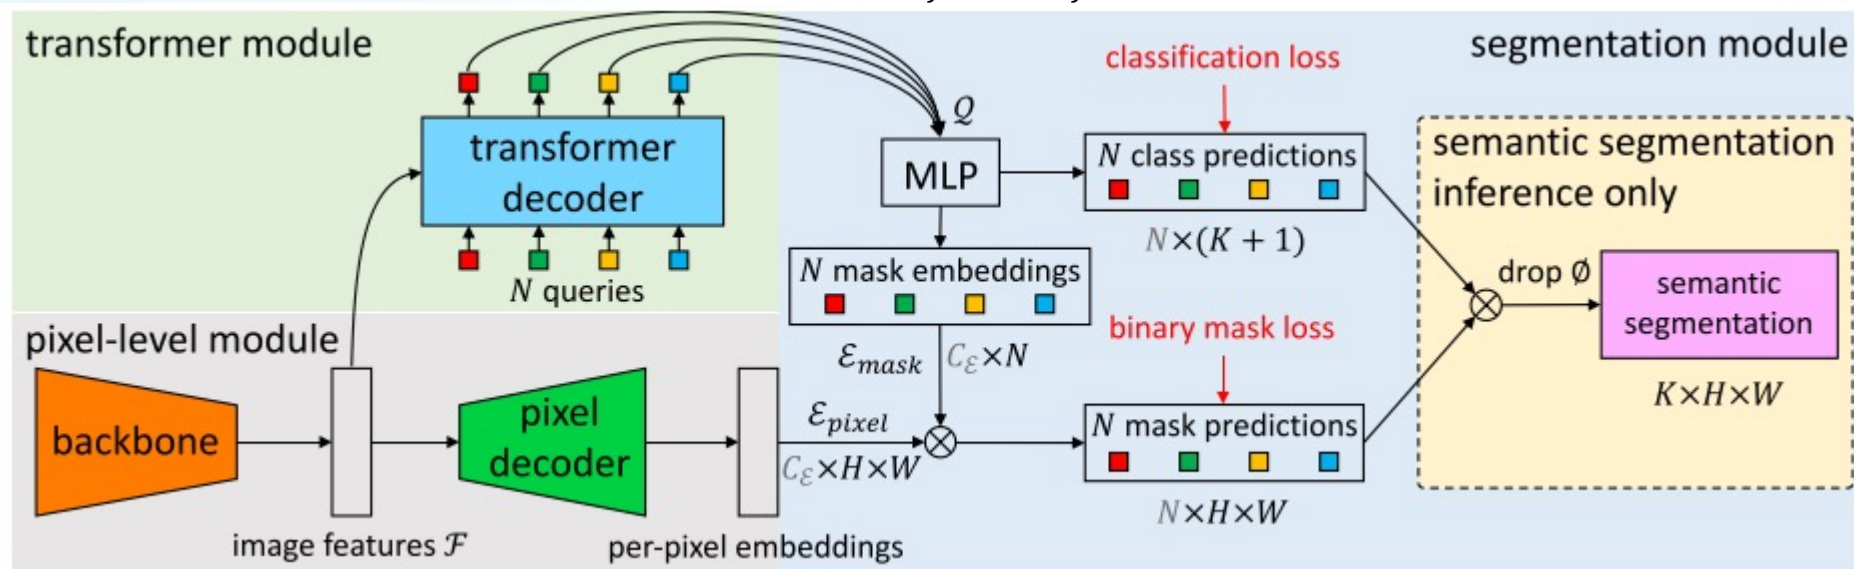 transformer module
transformer
decoder
N queries
pixel-level module
backbone
image features ℱ
pixel
decoder
per-pixel embeddings
segmentation module
𝒬
MLP
N mask embeddings
ℰmask
Cℰ×N
ℰpixel
Cℰ×H×W
classification loss
N class predictions
N×(K + 1)
binary mask loss
N mask predictions
N×H×W
semantic segmentation
inference only
drop ∅
semantic
segmentation
K×H×W